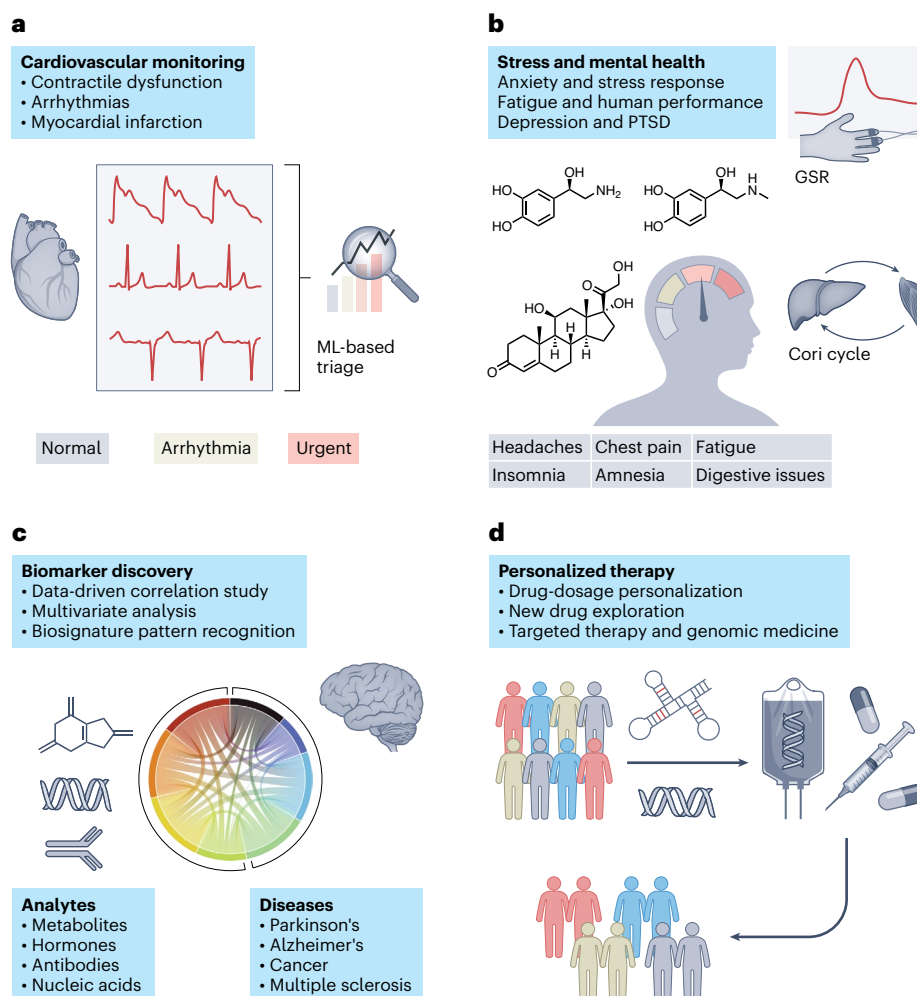 a
Cardiovascular monitoring
• Contractile dysfunction
• Arrhythmias
• Myocardial infarction
ML-based
triage
Normal
Arrhythmia
Urgent
b
Stress and mental health
Anxiety and stress response
Fatigue and human performance
Depression and PTSD
GSR
OH
HO
NH2
HO
OH
H
HO
N
HO
OH
O
HO
OH
H
H
H
O
Cori cycle
Headaches
Chest pain
Fatigue
Insomnia
Amnesia
Digestive issues
c
Biomarker discovery
• Data-driven correlation study
• Multivariate analysis
• Biosignature pattern recognition
Analytes
• Metabolites
• Hormones
• Antibodies
• Nucleic acids
Diseases
• Parkinson's
• Alzheimer's
• Cancer
• Multiple sclerosis
d
Personalized therapy
• Drug-dosage personalization
• New drug exploration
• Targeted therapy and genomic medicine